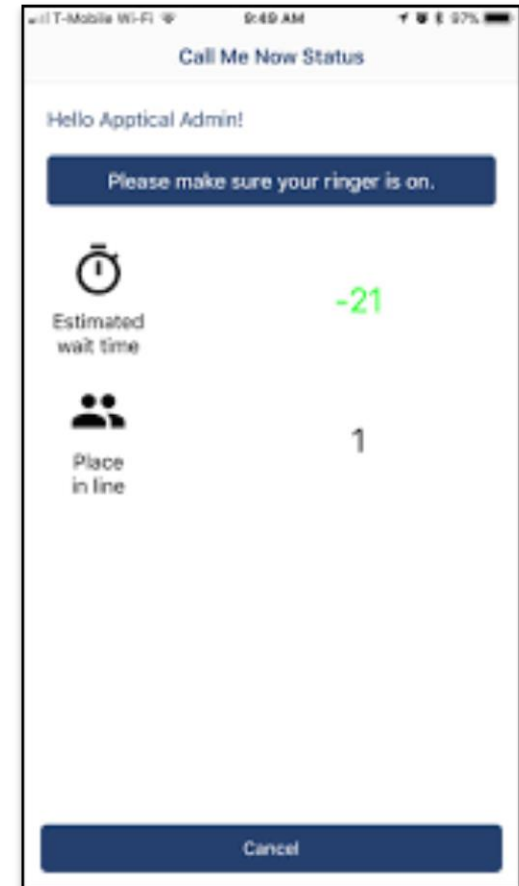 T-Mobile Wi-Fi 9:49 AM 97%
Call Me Now Status
Hello Apptical Admin!
Please make sure your ringer is on.
-21
Estimated
wait time
1
Place
in line
Cancel